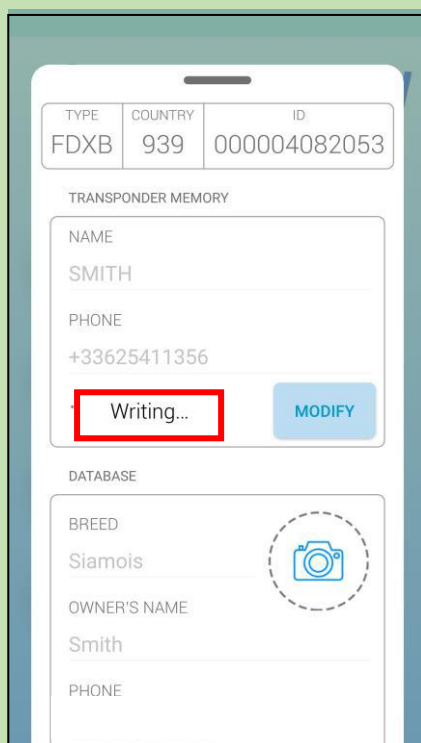 TYPE COUNTRY ID
FDXB 939 000004082053
TRANSPONDER MEMORY
NAME
SMITH
PHONE
+33625411356
Writing...
MODIFY
DATABASE
BREED
Siamois
OWNER'S NAME
Smith
PHONE